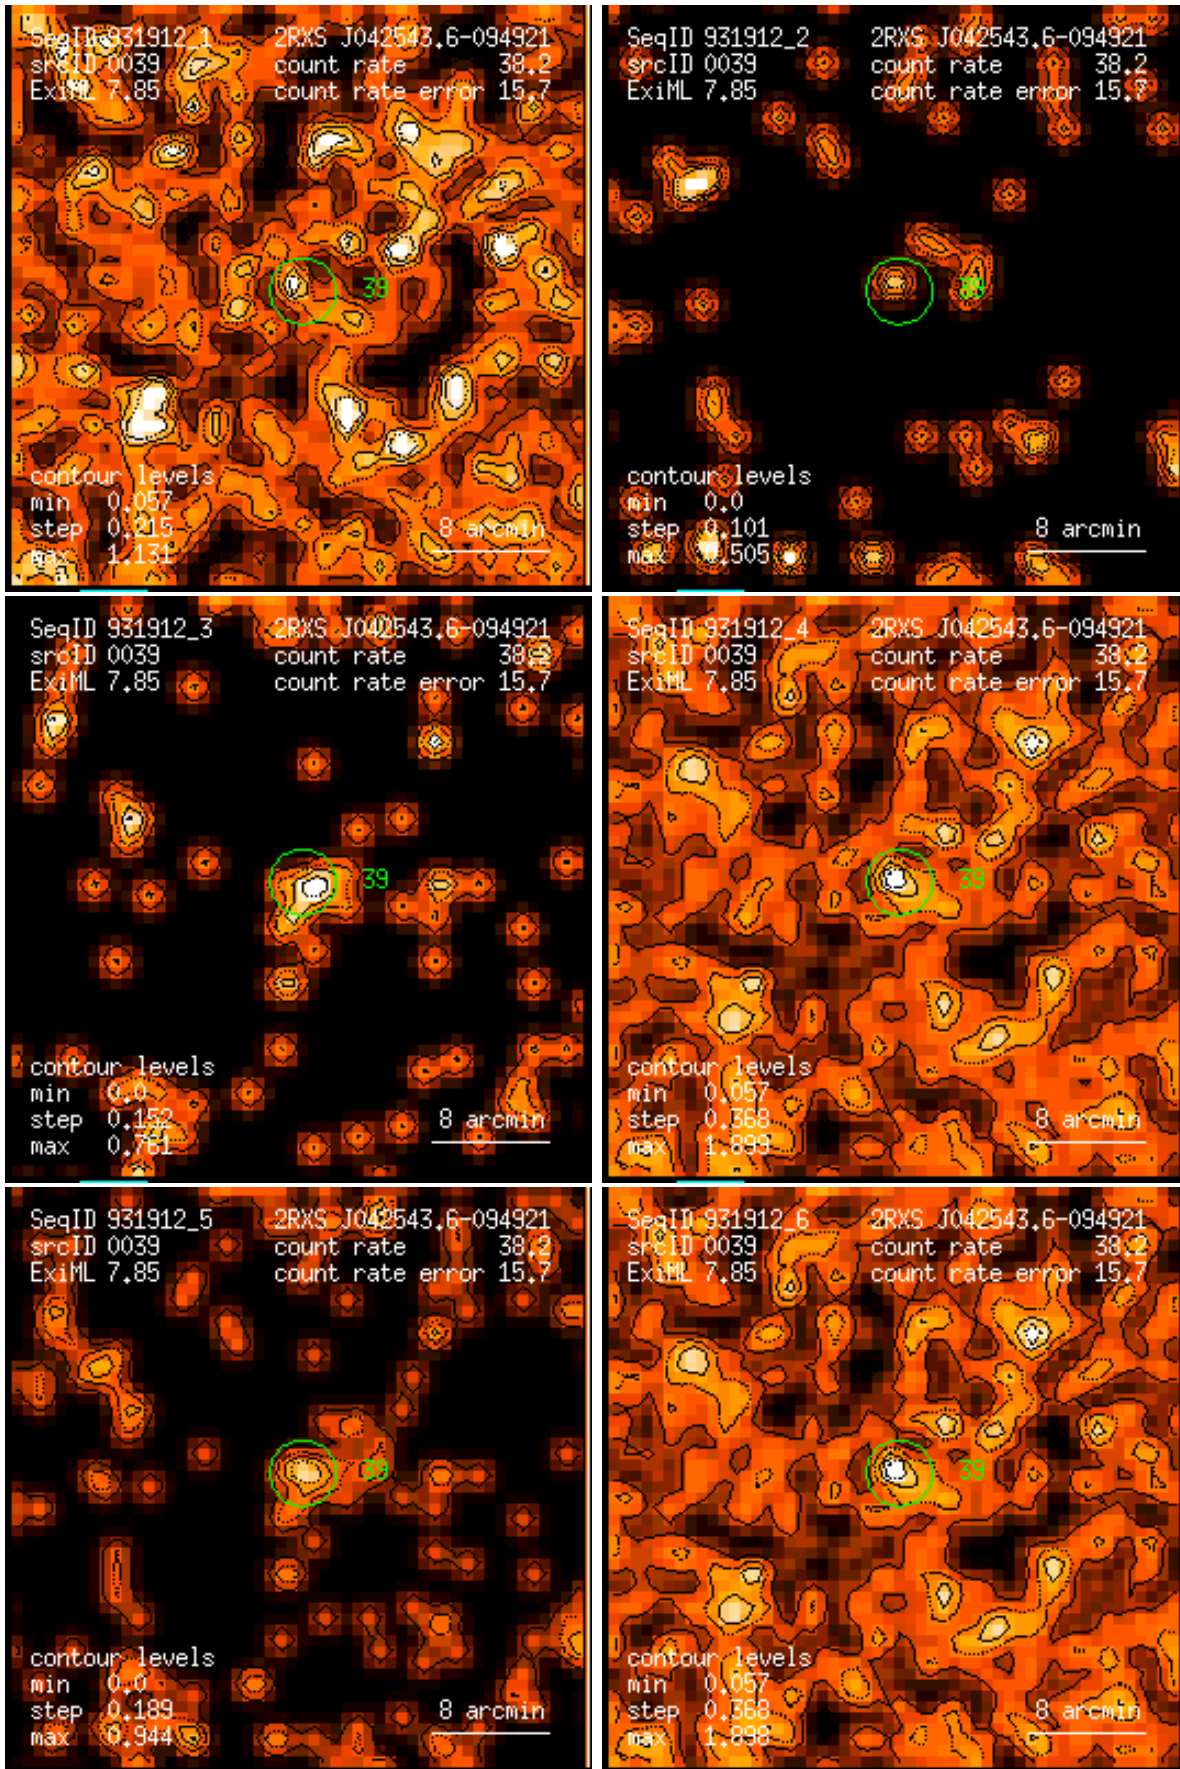 SeqID 931912_1 2RXS J042543.6-094921
srcID 0039 count rate 38.2
ExiML 7.85 count rate error 15.7
39
contour levels
min 0.057
step 0.215 8 arcmin
max 1.131
SeqID 931912_2 2RXS J042543.6-094921
srcID 0039 count rate 38.2
ExiML 7.85 count rate error 15.7
39
contour levels
min 0.0
step 0.101 8 arcmin
max 0.505
SeqID 931912_3 2RXS J042543.6-094921
srcID 0039 count rate 38.2
ExiML 7.85 count rate error 15.7
39
contour levels
min 0.0
step 0.152 8 arcmin
max 0.761
SeqID 931912_4 2RXS J042543.6-094921
srcID 0039 count rate 38.2
ExiML 7.85 count rate error 15.7
39
contour levels
min 0.057
step 0.368 8 arcmin
max 1.899
SeqID 931912_5 2RXS J042543.6-094921
srcID 0039 count rate 38.2
ExiML 7.85 count rate error 15.7
39
contour levels
min 0.0
step 0.189 8 arcmin
max 0.944
SeqID 931912_6 2RXS J042543.6-094921
srcID 0039 count rate 38.2
ExiML 7.85 count rate error 15.7
39
contour levels
min 0.057
step 0.368 8 arcmin
max 1.898